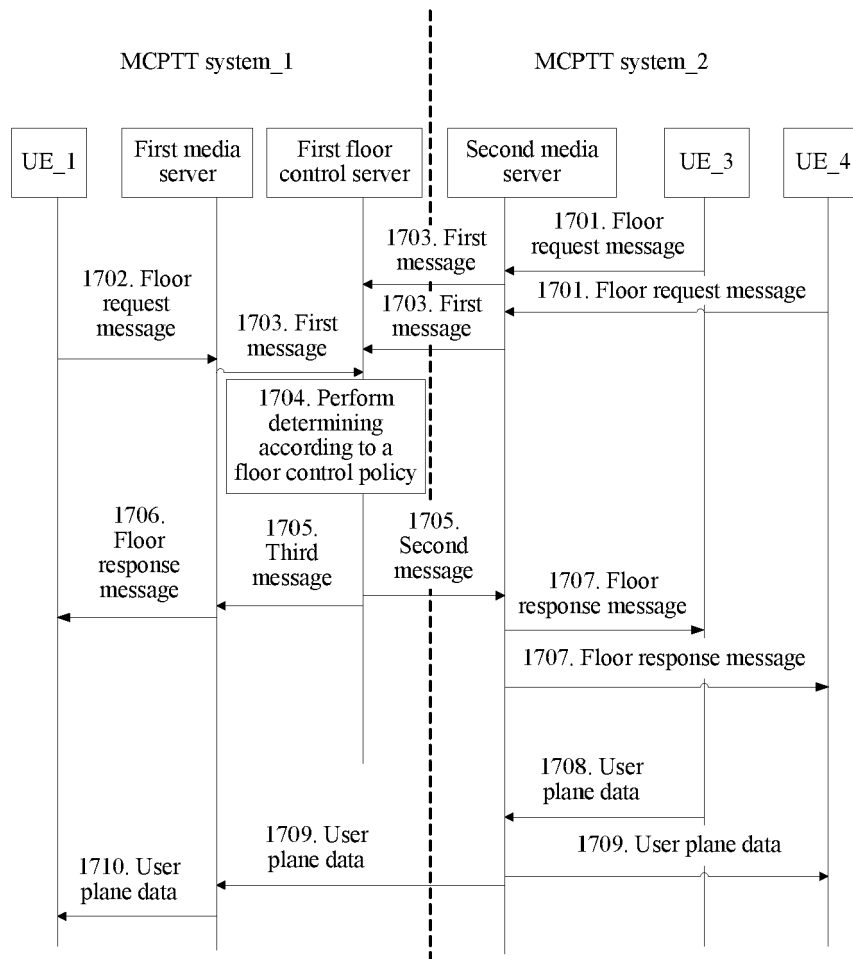 MCPTT system_1
MCPTT system_2
UE_1
First media
server
First floor
control server
Second media
server
UE_3
UE_4
1701. Floor
request message
1703. First
message
1701. Floor request message
1702. Floor
request
message
1703. First
message
1703. First
message
1704. Perform
determining
according to a
floor control policy
1706.
Floor
response
message
1705.
Third
message
1705.
Second
message
1707. Floor
response message
1707. Floor response message
1708. User
plane data
1709. User
plane data
1709. User plane data
1710. User
plane data